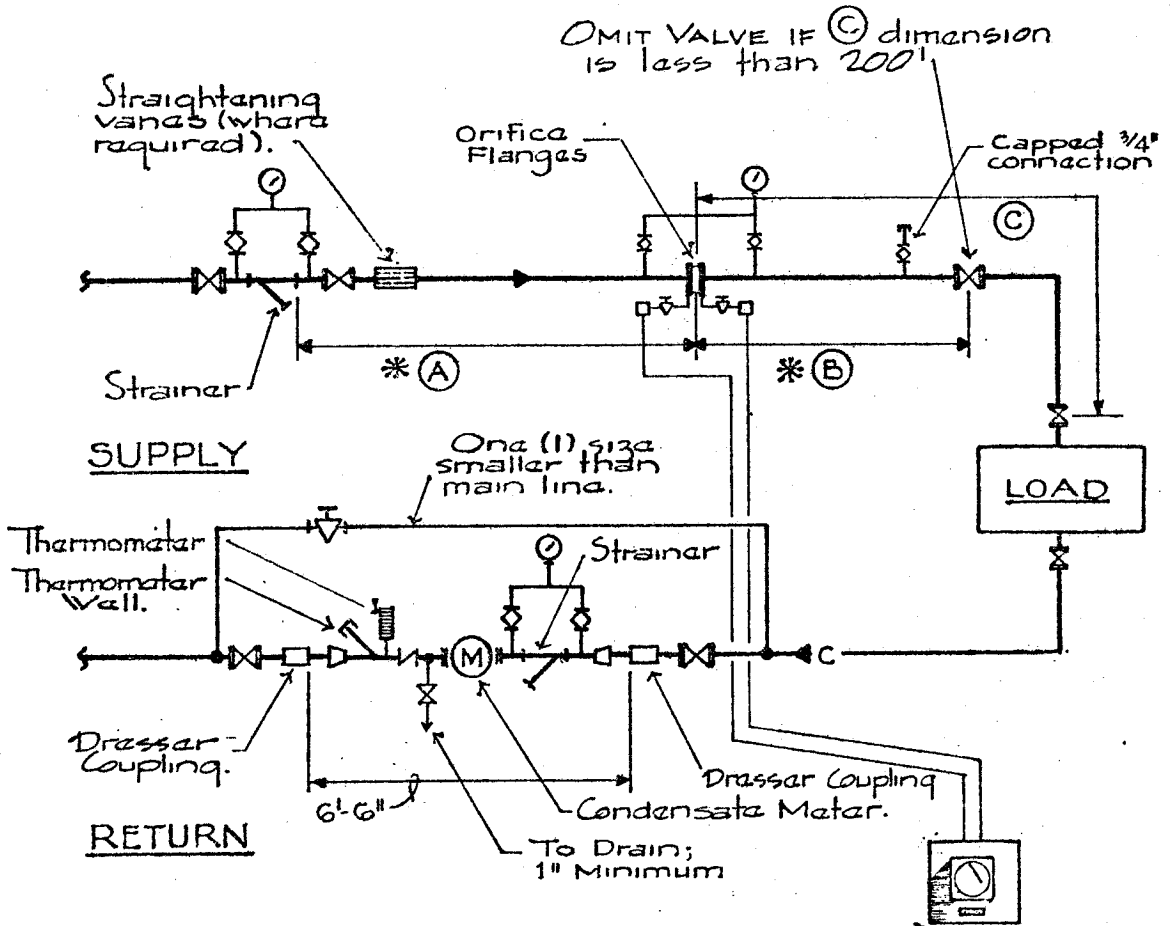 OMIT VALVE IF Ⓒ dimension
is less than 200'
Straightening
vanes (where
required).
Orifice
Flanges
Capped 3/4"
connection
C
* A
* B
Strainer
SUPPLY
One (1) size
smaller than
main line.
LOAD
Thermometer
Thermometer
Well.
Strainer
M
C
Dresser
Coupling.
6'-6"
Dresser Coupling
Condensate Meter.
RETURN
To Drain;
1" Minimum